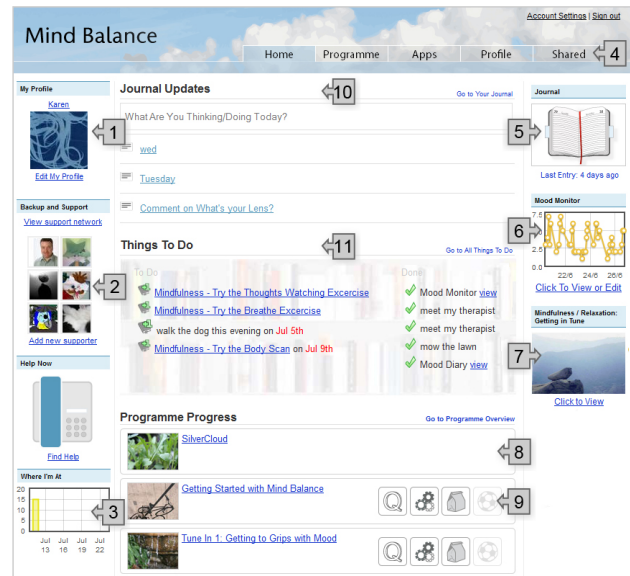 Account Settings | Sign out
Mind Balance
Home Programme Apps Profile Shared 4
My Profile
Karen
1
Edit My Profile
Backup and Support
View support network
2
Add new supporter
Help Now
Find Help
Where I'm At
20
15
10
5
0
3
Jul Jul Jul Jul
13 16 19 22
Journal Updates
10
Go to Your Journal
What Are You Thinking/Doing Today?
wed
Tuesday
Comment on What's your Lens?
Things To Do
11
Go to All Things To Do
To Do
Mindfulness - Try the Thoughts Watching Excercise
Mindfulness - Try the Breathe Excercise
walk the dog this evening on Jul 5th
Mindfulness - Try the Body Scan on Jul 9th
Done
Mood Monitor view
meet my therapist
meet my therapist
mow the lawn
Mood Diary view
Programme Progress
Go to Programme Overview
SilverCloud
8
Getting Started with Mind Balance
Q
9
Tune In 1: Getting to Grips with Mood
Q
Journal
5
Last Entry: 4 days ago
Mood Monitor
6
7.5
5.0
2.5
0.0
22/6 24/6 26/6
Click To View or Edit
Mindfulness / Relaxation:
Getting in Tune
7
Click to View